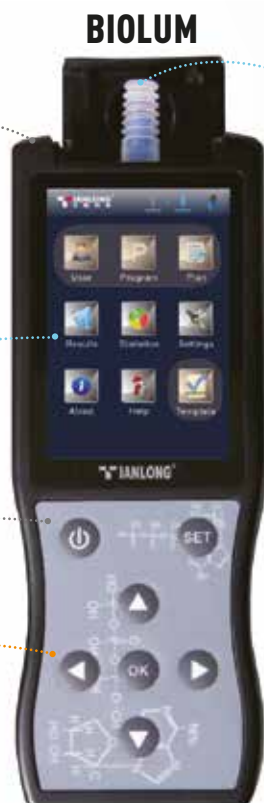 BIOLUM
TIANLONG
User Program Plan
Results Statistics Settings
About Help Template
TIANLONG
SET
OK